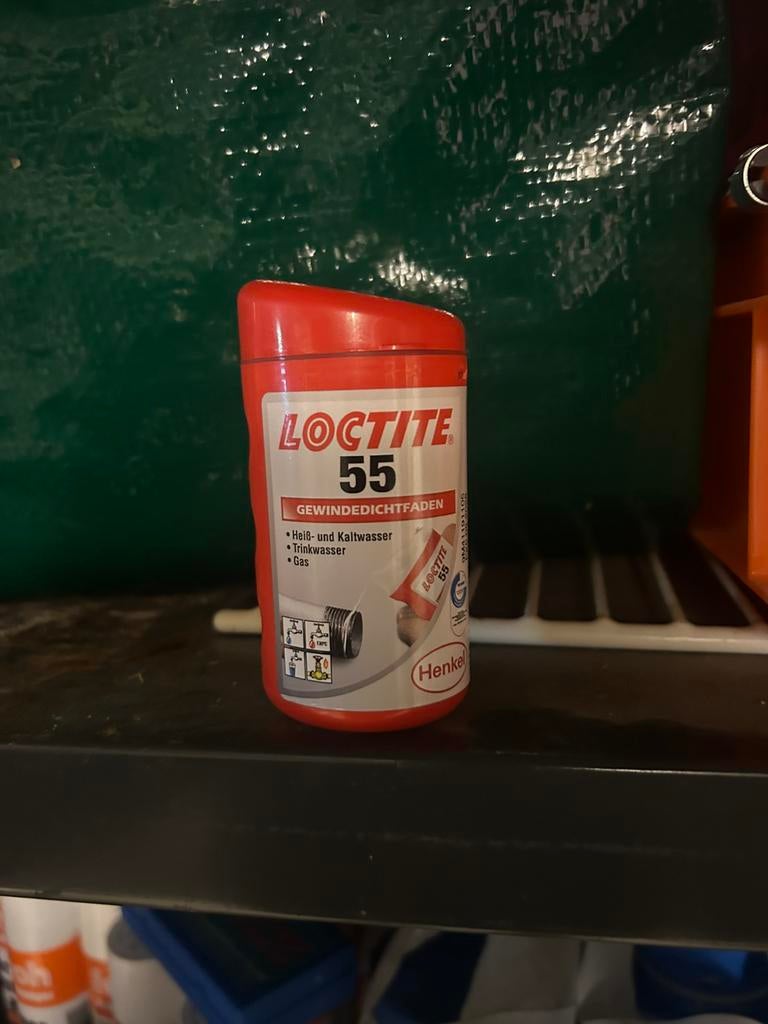 LOCTITE®
55
GEWINDEDICHTFADEN
• Heiß- und Kaltwasser
• Trinkwasser
• Gas
LOCTITE
55
Henkel